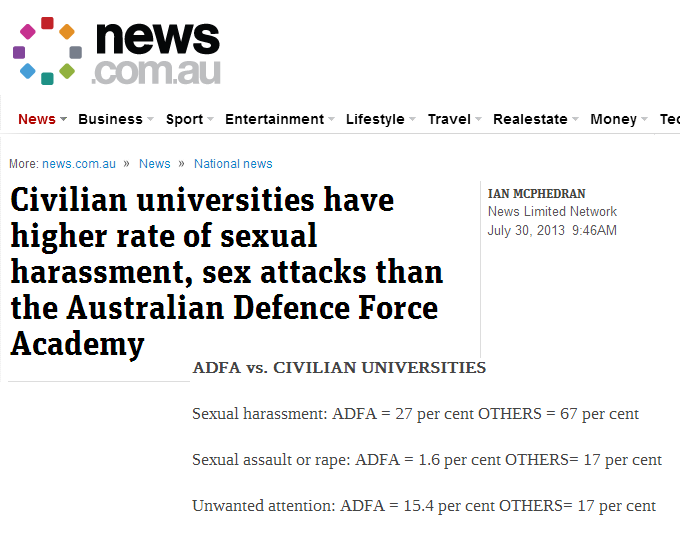 news
.com.au
News Business Sport Entertainment Lifestyle Travel Realestate Money Tec
More: news.com.au » News » National news
Civilian universities have
higher rate of sexual
harassment, sex attacks than
the Australian Defence Force
Academy
IAN MCPHEDRAN
News Limited Network
July 30, 2013 9:46AM
ADFA vs. CIVILIAN UNIVERSITIES
Sexual harassment: ADFA = 27 per cent OTHERS = 67 per cent
Sexual assault or rape: ADFA = 1.6 per cent OTHERS= 17 per cent
Unwanted attention: ADFA = 15.4 per cent OTHERS= 17 per cent